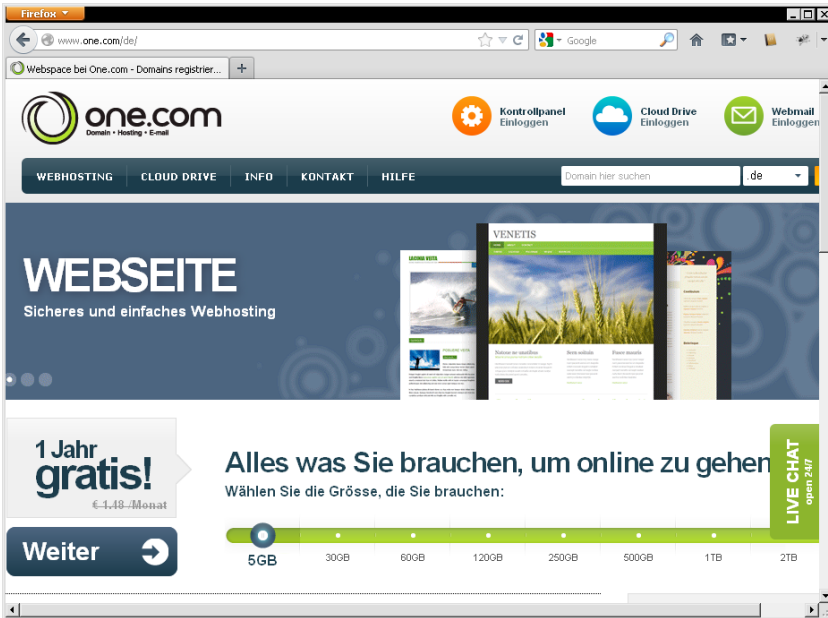 Firefox
www.one.com/de/
Google
Webspace bei One.com - Domains registrier...
one.com
Domain • Hosting • E-mail
Kontrollpanel
Einloggen
Cloud Drive
Einloggen
Webmail
Einloggen
WEBHOSTING
CLOUD DRIVE
INFO
KONTAKT
HILFE
Domain hier suchen
.de
WEBSEITE
Sicheres und einfaches Webhosting
VENETIS
LACINIA VELTS
1 Jahr
gratis!
€ 1.48 /Monat
Weiter
Alles was Sie brauchen, um online zu gehen
Wählen Sie die Grösse, die Sie brauchen:
5GB
30GB
60GB
120GB
250GB
500GB
1TB
2TB
LIVE CHAT
open 24/7